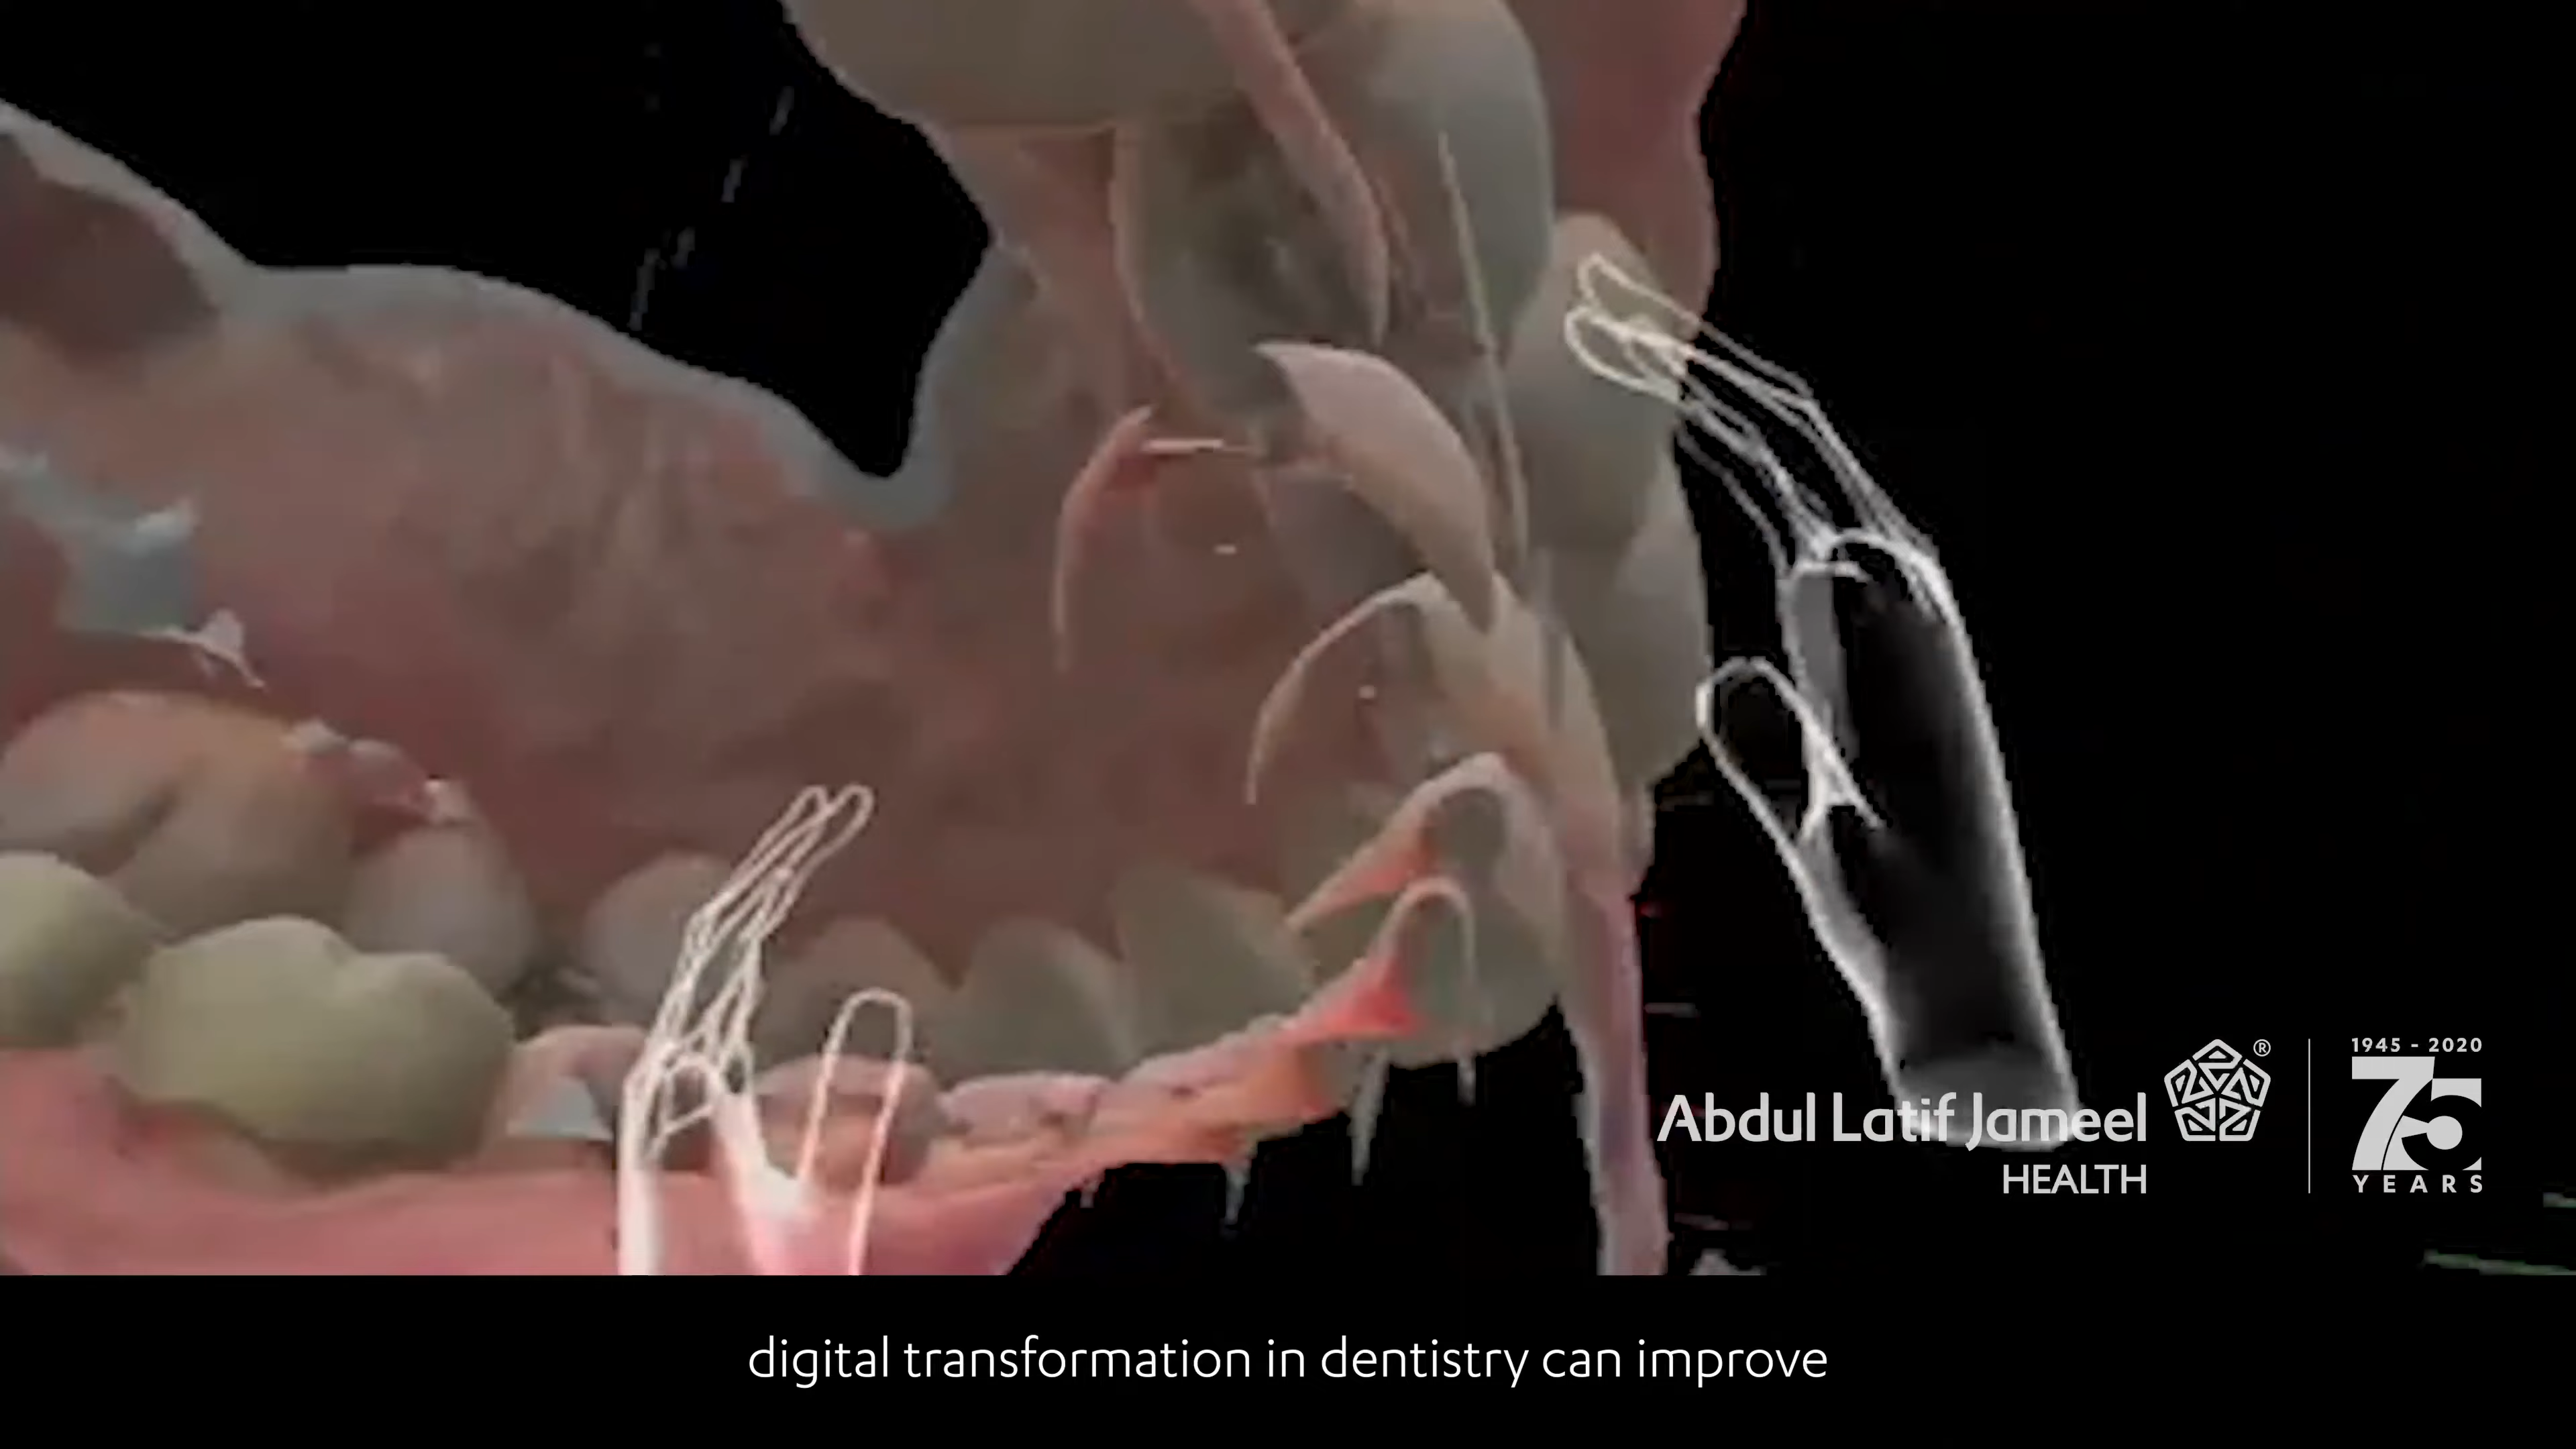 1945 - 2020
75
YEARS
Abdul Latif Jameel ®
HEALTH
digital transformation in dentistry can improve